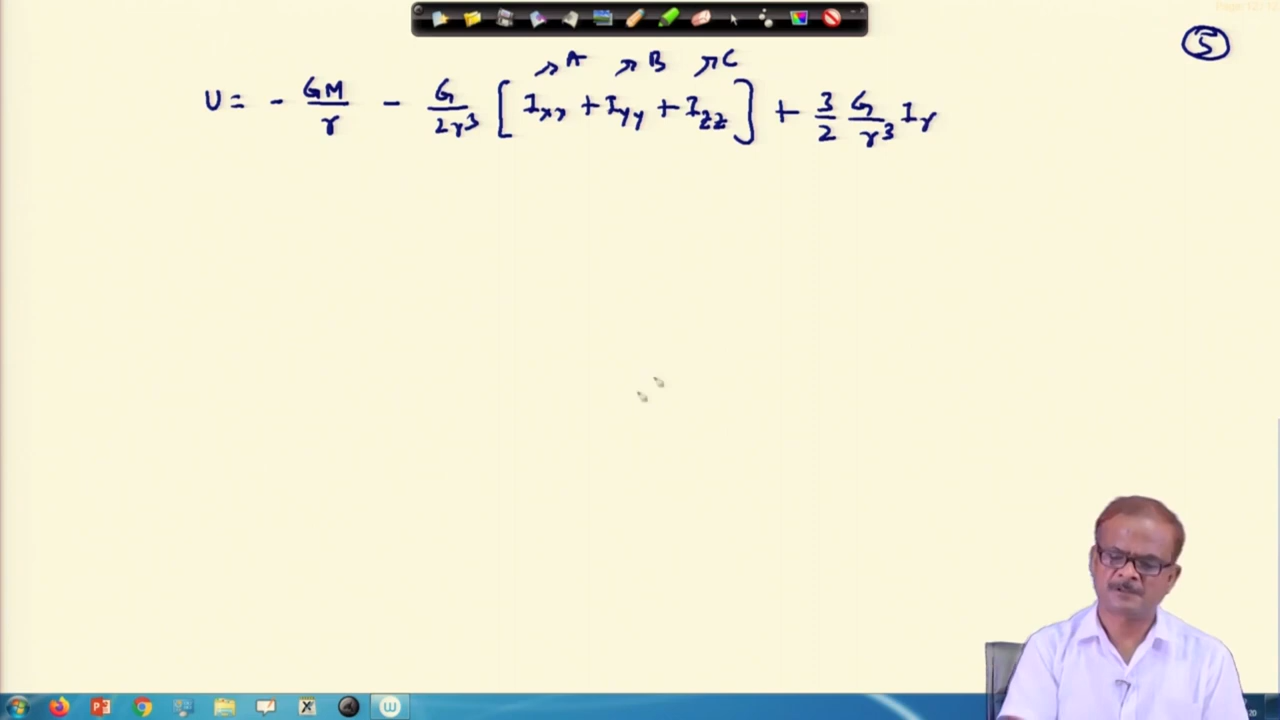 5
A B C
U = - GM/r - G/2r³ [Ixx + Iyy + Izz] + 3/2 G/r³ Ir